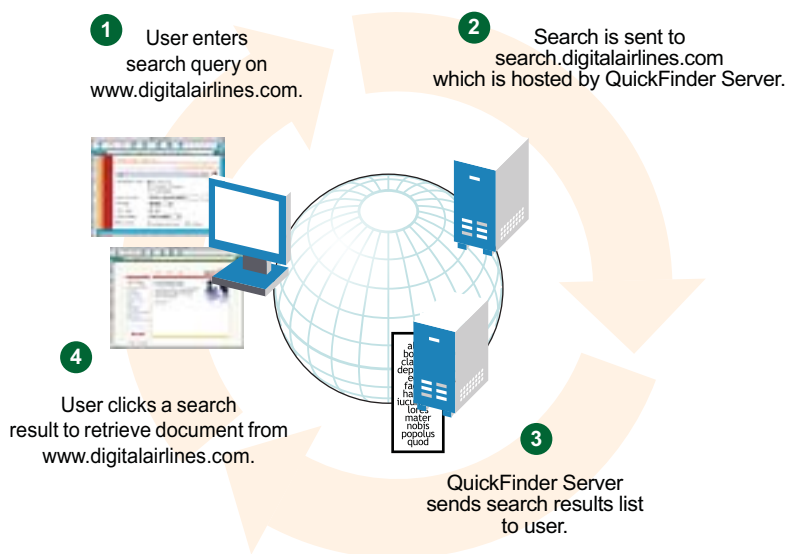 1
User enters
search query on
www.digitalairlines.com.
2
Search is sent to
search.digitalairlines.com
which is hosted by QuickFinder Server.
4
User clicks a search
result to retrieve document from
www.digitalairlines.com.
lores
mater
nobis
popolus
quod
3
QuickFinder Server
sends search results list
to user.